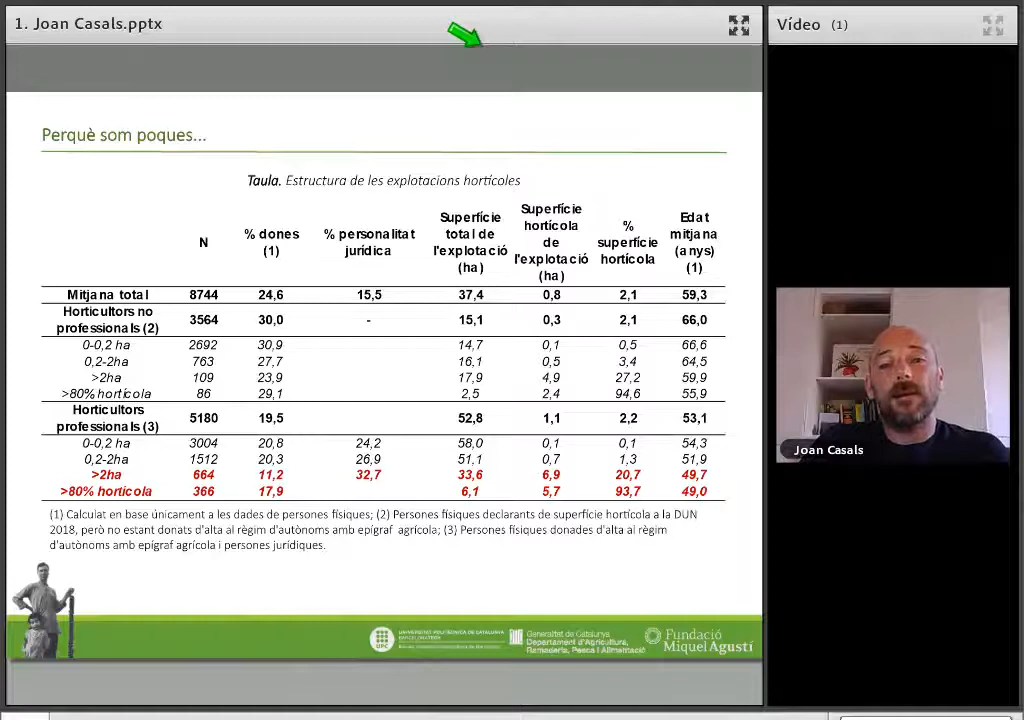 1. Joan Casals.pptx
Vídeo (1)
Perquè som poques...
Taula. Estructura de les explotacions hortícoles
N
% dones (1)
% personalitat jurídica
Superfície total de l'explotació (ha)
Superfície hortícola de l'explotació (ha)
% superfície hortícola
Edat mitjana (anys) (1)
Mitjana total 8744 24,6 15,5 37,4 0,8 2,1 59,3
Horticultors no professionals (2) 3564 30,0 - 15,1 0,3 2,1 66,0
0-0,2 ha 2692 30,9 14,7 0,1 0,5 66,6
0,2-2ha 763 27,7 16,1 0,5 3,4 64,5
>2ha 109 23,9 17,9 4,9 27,2 59,9
>80% hortícola 86 29,1 2,5 2,4 94,6 55,9
Horticultors professionals (3) 5180 19,5 52,8 1,1 2,2 53,1
0-0,2 ha 3004 20,8 24,2 58,0 0,1 0,1 54,3
0,2-2ha 1512 20,3 26,9 51,1 0,7 1,3 51,9
>2ha 664 11,2 32,7 33,6 6,9 20,7 49,7
>80% hortícola 366 17,9 6,1 5,7 93,7 49,0
(1) Calculat en base únicament a les dades de persones físiques; (2) Persones físiques declarants de superfície hortícola a la DUN
2018, però no estant donats d'alta al règim d'autònoms amb epígraf agrícola; (3) Persones físiques donades d'alta al règim
d'autònoms amb epígraf agrícola i persones jurídiques.
Joan Casals
UPC
UNIVERSITAT POLITÈCNICA DE CATALUNYA
BARCELONATECH
Generalitat de Catalunya
Departament d'Agricultura,
Ramaderia, Pesca i Alimentació
Fundació
Miquel Agustí